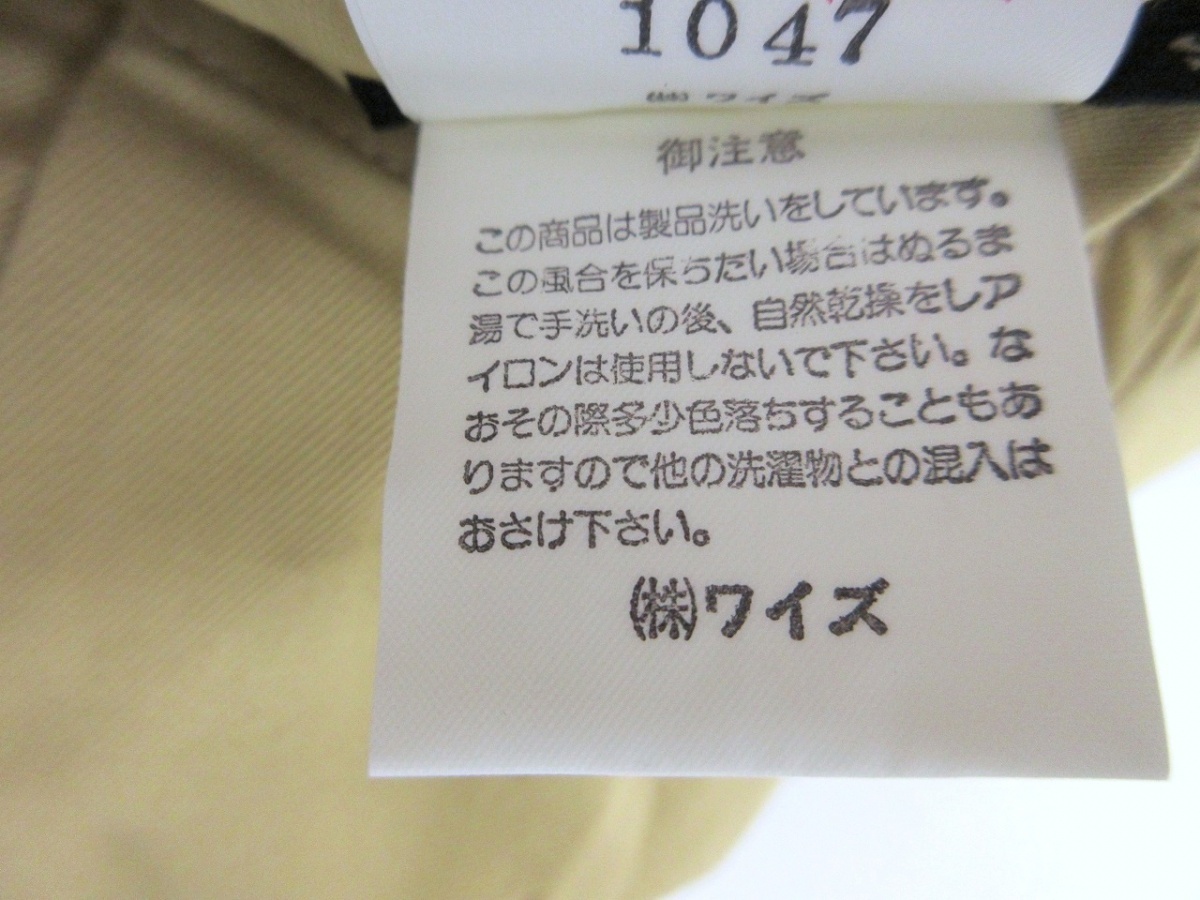 1047
㈱ワイズ
御注意
この商品は製品洗いをしています。
この風合を保ちたい場合はぬるま
湯で手洗いの後、自然乾操をしア
イロンは使用しないで下さい。な
おその際多少色落ちすることもあ
りますので他の洗濯物との混入は
おさけ下さい。
㈱ワイズ